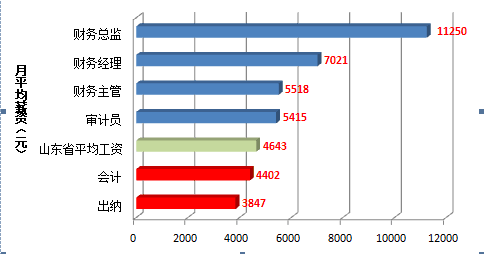 月平均薪资（元）
财务总监 11250
财务经理 7021
财务主管 5518
审计员 5415
山东省平均工资 4643
会计 4402
出纳 3847
0 2000 4000 6000 8000 10000 12000